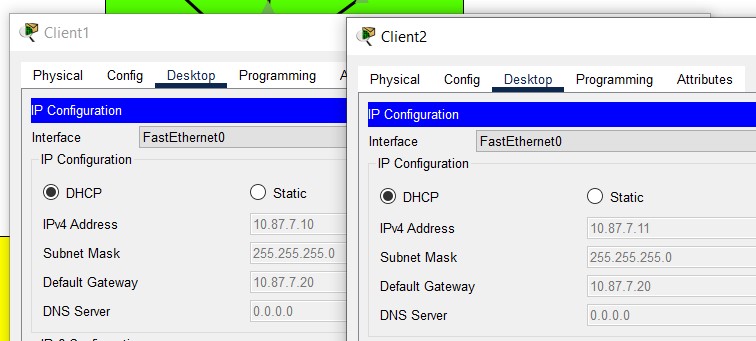 Client1
Physical Config Desktop Programming A
IP Configuration
Interface FastEthernet0
IP Configuration
DHCP Static
IPv4 Address 10.87.7.10
Subnet Mask 255.255.255.0
Default Gateway 10.87.7.20
DNS Server 0.0.0.0
Client2
Physical Config Desktop Programming Attributes
IP Configuration
Interface FastEthernet0
IP Configuration
DHCP Static
IPv4 Address 10.87.7.11
Subnet Mask 255.255.255.0
Default Gateway 10.87.7.20
DNS Server 0.0.0.0